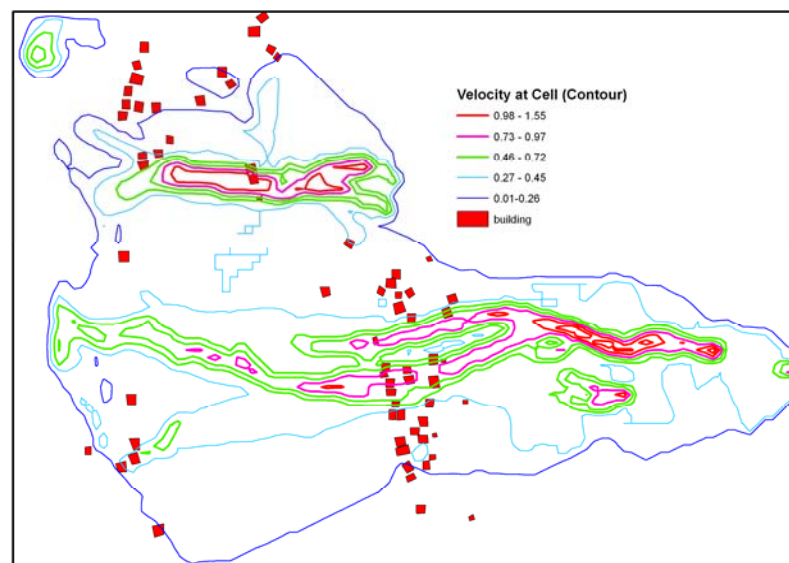 Velocity at Cell (Contour)
0.98 - 1.55
0.73 - 0.97
0.46 - 0.72
0.27 - 0.45
0.01-0.26
building